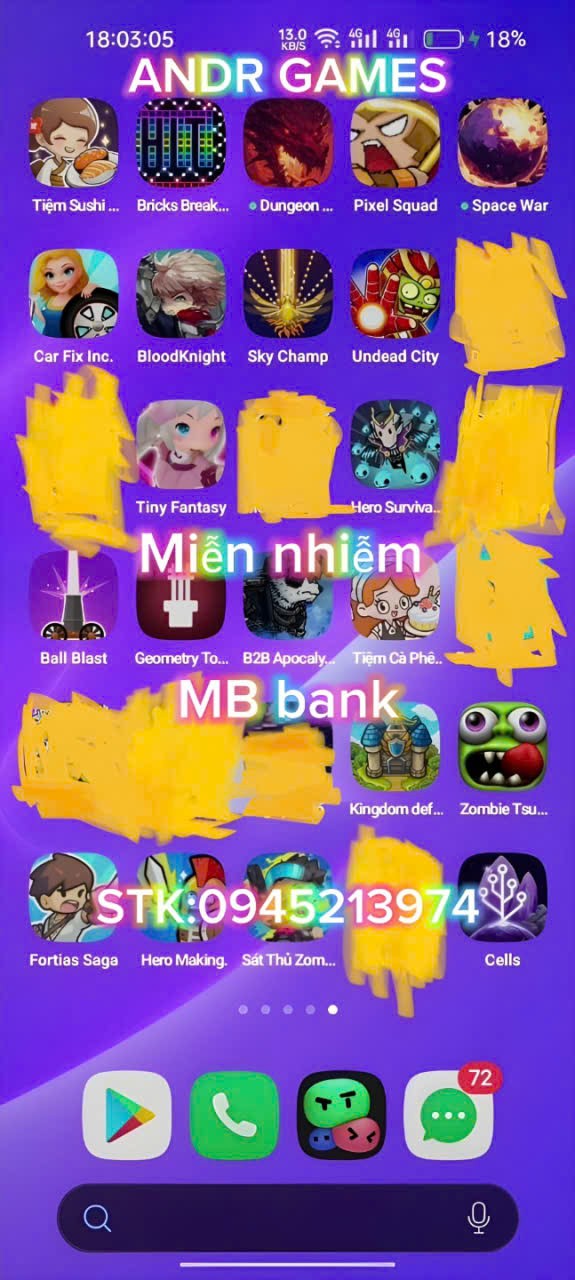 18:03:05 13.0 KB/S 4G 4G 18%
ANDR GAMES
HIT
Tiệm Sushi ... Bricks Break... Dungeon ... Pixel Squad Space War
Car Fix Inc. BloodKnight Sky Champ Undead City
Tiny Fantasy Hero Surviva..
Miễn nhiễm
Ball Blast Geometry To... B2B Apocaly... Tiệm Cà Phê..
MB bank
Kingdom def... Zombie Tsu...
STK:0945213974
Fortias Saga Hero Making. Sát Thủ Zom... Cells
72